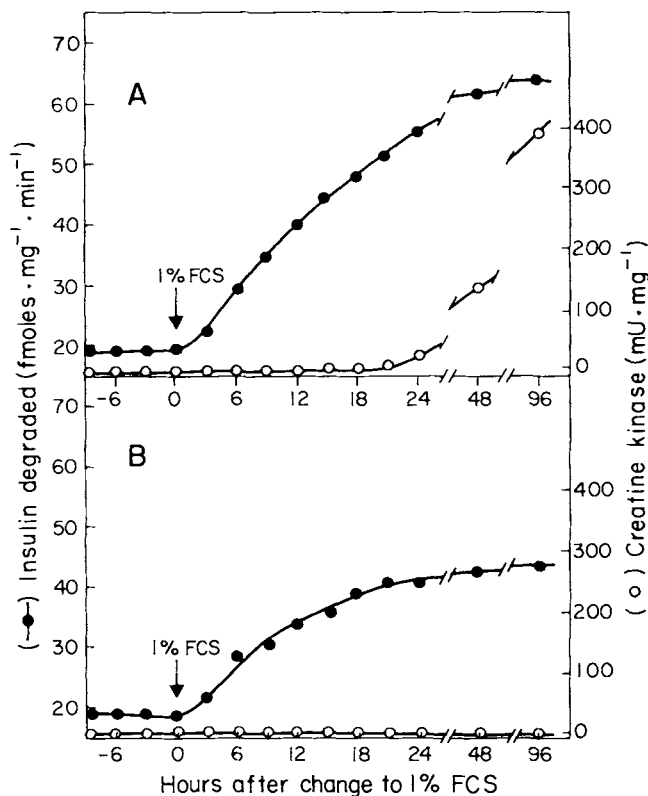 A
1% FCS
70
60
50
40
30
20
400
300
200
100
0
-6 0 6 12 18 24 48 96
B
1% FCS
70
60
50
40
30
20
400
300
200
100
0
-6 0 6 12 18 24 48 96
Hours after change to 1% FCS
(●) Insulin degraded (fmoles·mg⁻¹·min⁻¹)
(○) Creatine kinase (mU·mg⁻¹)